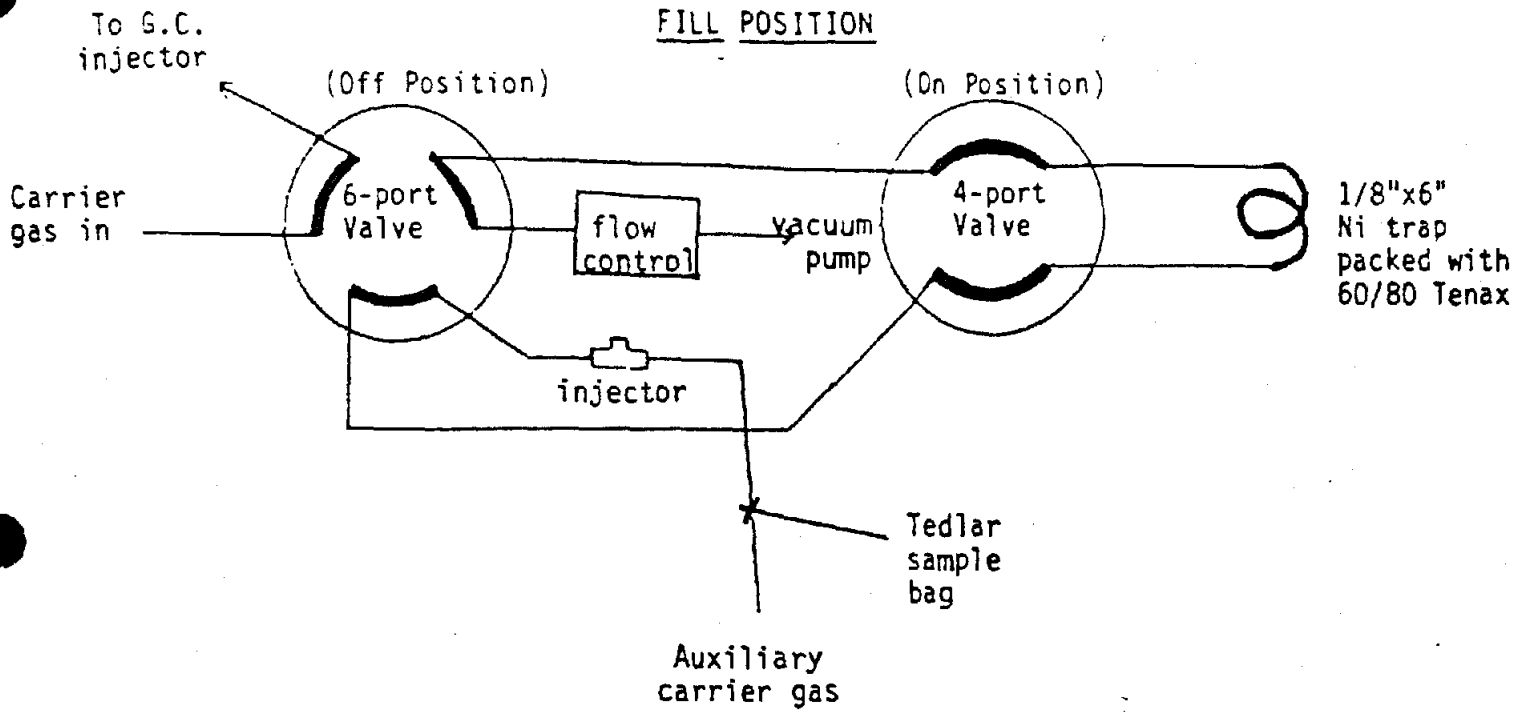 FILL POSITION
To G.C.
injector
(Off Position)
(On Position)
Carrier
gas in
6-port
Valve
flow
control
vacuum
pump
4-port
Valve
1/8"x6"
Ni trap
packed with
60/80 Tenax
injector
Tedlar
sample
bag
Auxiliary
carrier gas